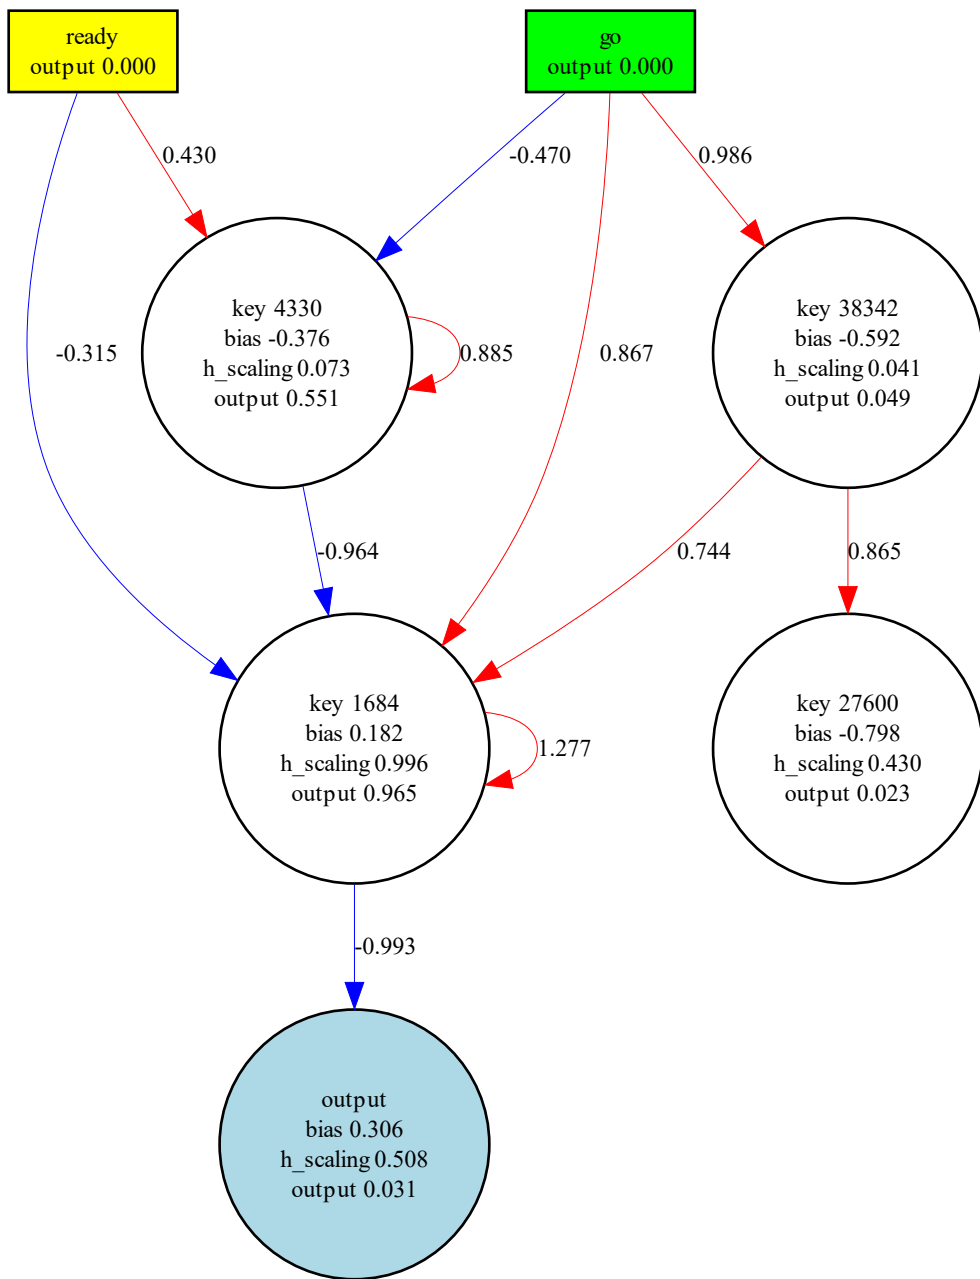 ready
output 0.000
go
output 0.000
0.430
-0.470
0.986
key 4330
bias -0.376
h_scaling 0.073
output 0.551
key 38342
bias -0.592
h_scaling 0.041
output 0.049
-0.315
0.885
0.867
-0.964
0.744
0.865
key 1684
bias 0.182
h_scaling 0.996
output 0.965
1.277
key 27600
bias -0.798
h_scaling 0.430
output 0.023
-0.993
output
bias 0.306
h_scaling 0.508
output 0.031